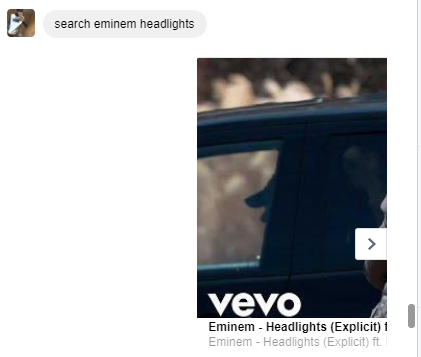 search eminem headlights
vevo
Eminem - Headlights (Explicit) f
Eminem - Headlights (Explicit) ft.